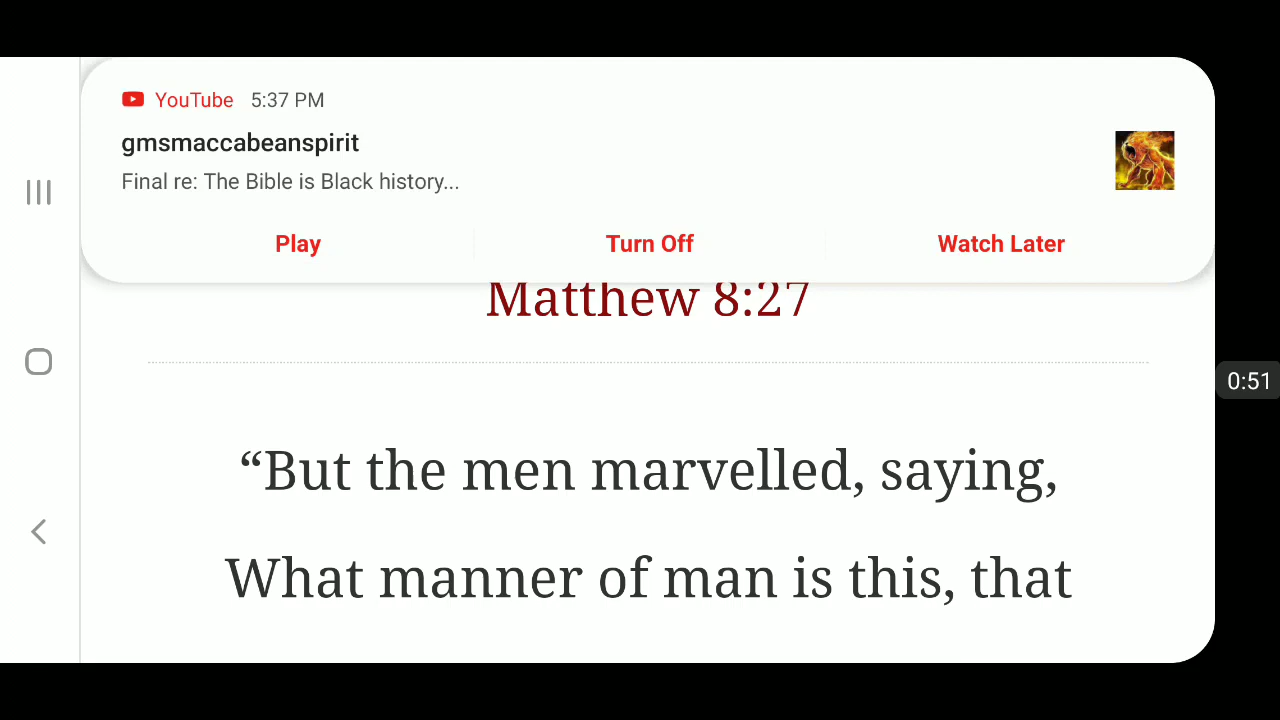 YouTube 5:37 PM
gmsmaccabeanspirit
Final re: The Bible is Black history...
Play Turn Off Watch Later
Matthew 8:27
0:51
“But the men marvelled, saying,
What manner of man is this, that